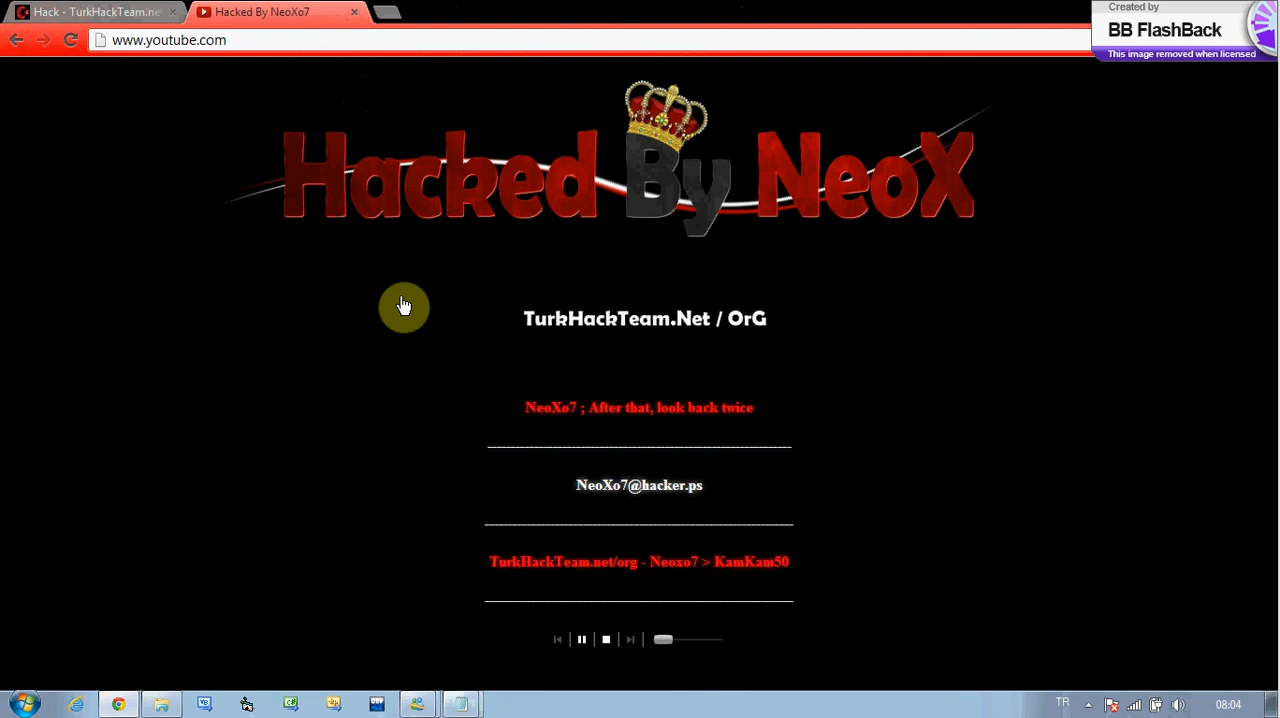 Hack - TurkHackTeam.net
Hacked By NeoXo7
Created by
BB FlashBack
This image removed when licensed
www.youtube.com
Hacked By NeoX
TurkHackTeam.Net / OrG
NeoXo7 ; After that, look back twice
NeoXo7@hacker.ps
TurkHackTeam.net/org - Neoxo7 > KamKam50
TR
08:04